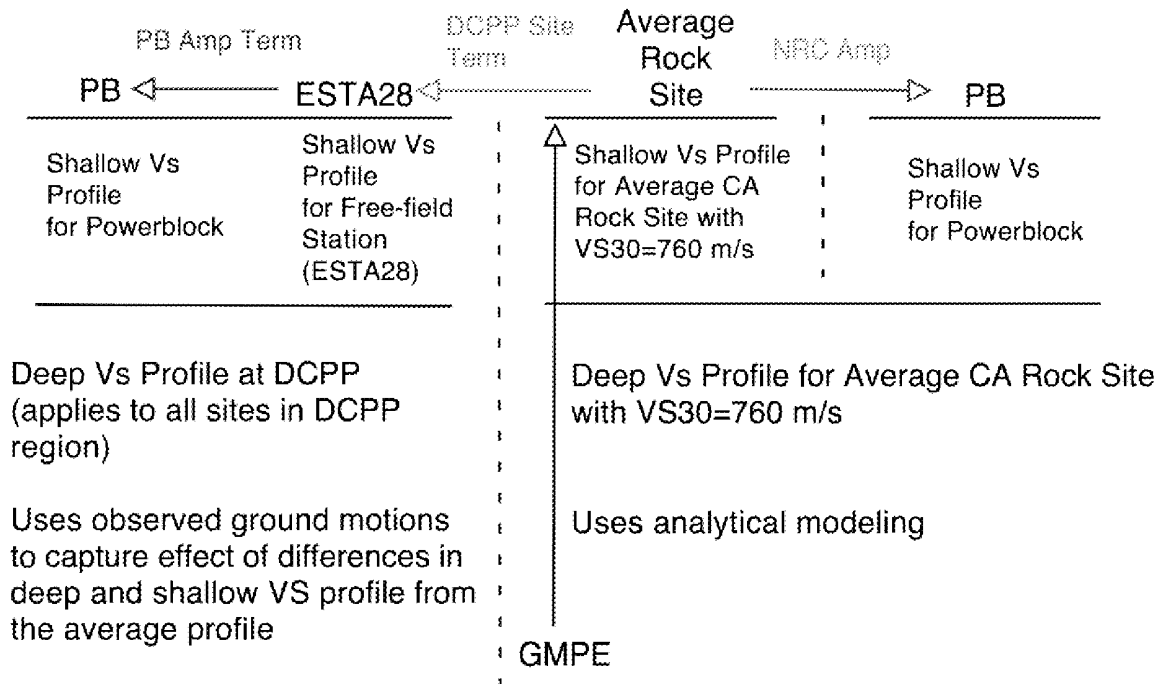 PB Amp Term
DCPP Site
Term
Average
Rock
Site
NRC Amp
PB
ESTA28
PB
Shallow Vs
Profile
for Powerblock
Shallow Vs
Profile
for Free-field
Station
(ESTA28)
Shallow Vs Profile
for Average CA
Rock Site with
VS30=760 m/s
Shallow Vs
Profile
for Powerblock
Deep Vs Profile at DCPP
(applies to all sites in DCPP
region)
Deep Vs Profile for Average CA Rock Site
with VS30=760 m/s
Uses observed ground motions
to capture effect of differences in
deep and shallow VS profile from
the average profile
Uses analytical modeling
GMPE